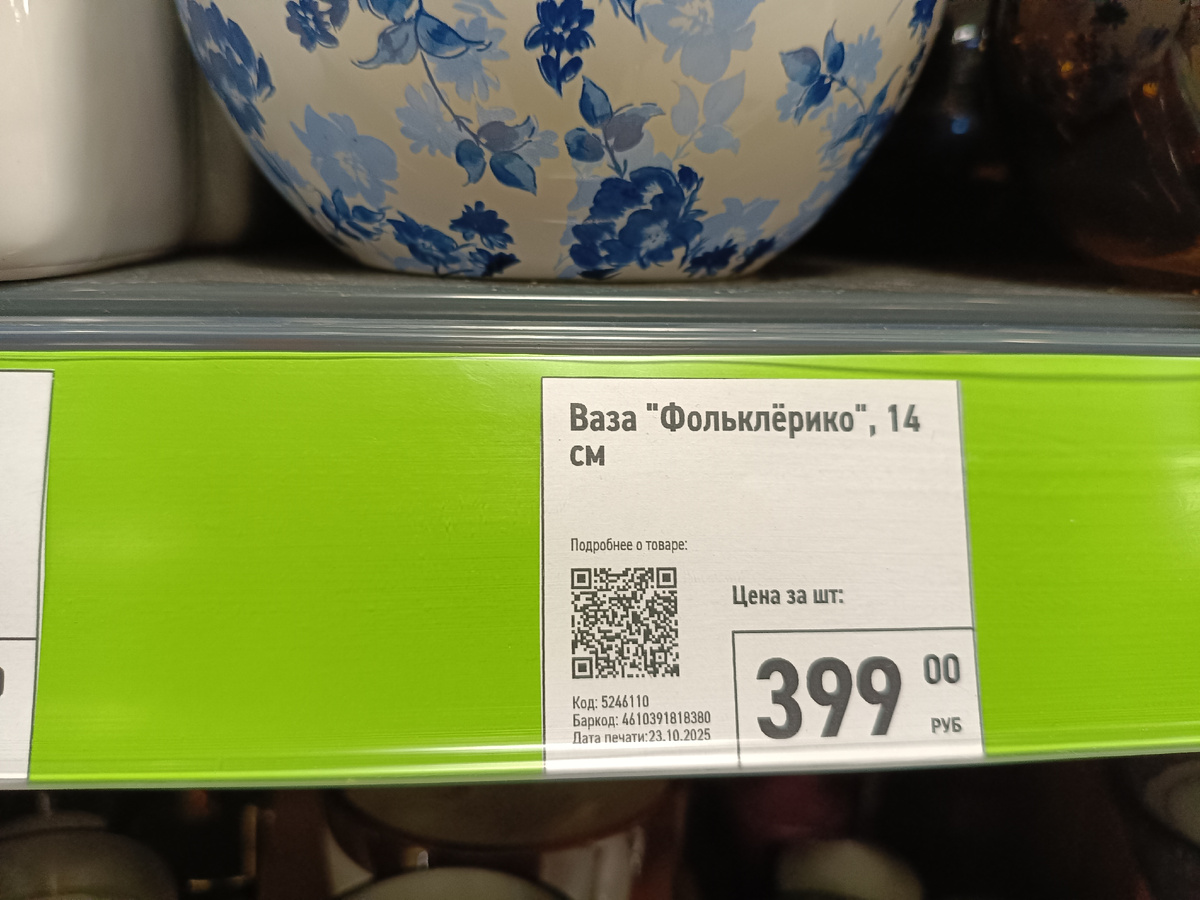 Ваза "Фольклёрико", 14
см
Подробнее о товаре:
Цена за шт:
399 00
РУБ
Код: 5246110
Баркод: 4610391818380
Дата печати:23.10.2025